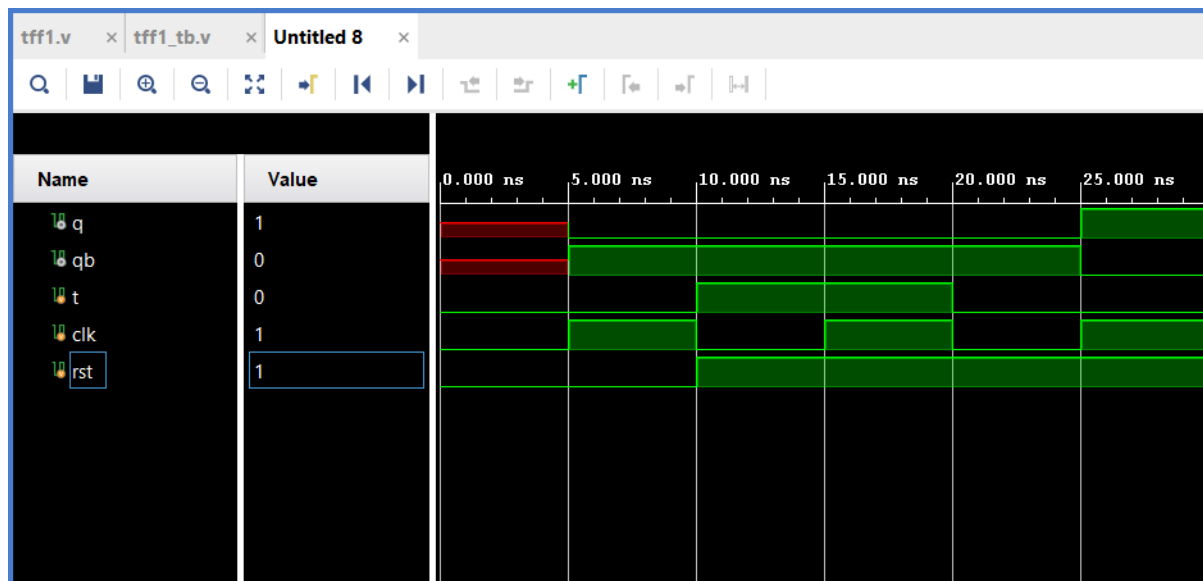 tff1.v × tff1_tb.v × Untitled 8 ×
Name Value 0.000 ns 5.000 ns 10.000 ns 15.000 ns 20.000 ns 25.000 ns
q 1
qb 0
t 0
clk 1
rst 1